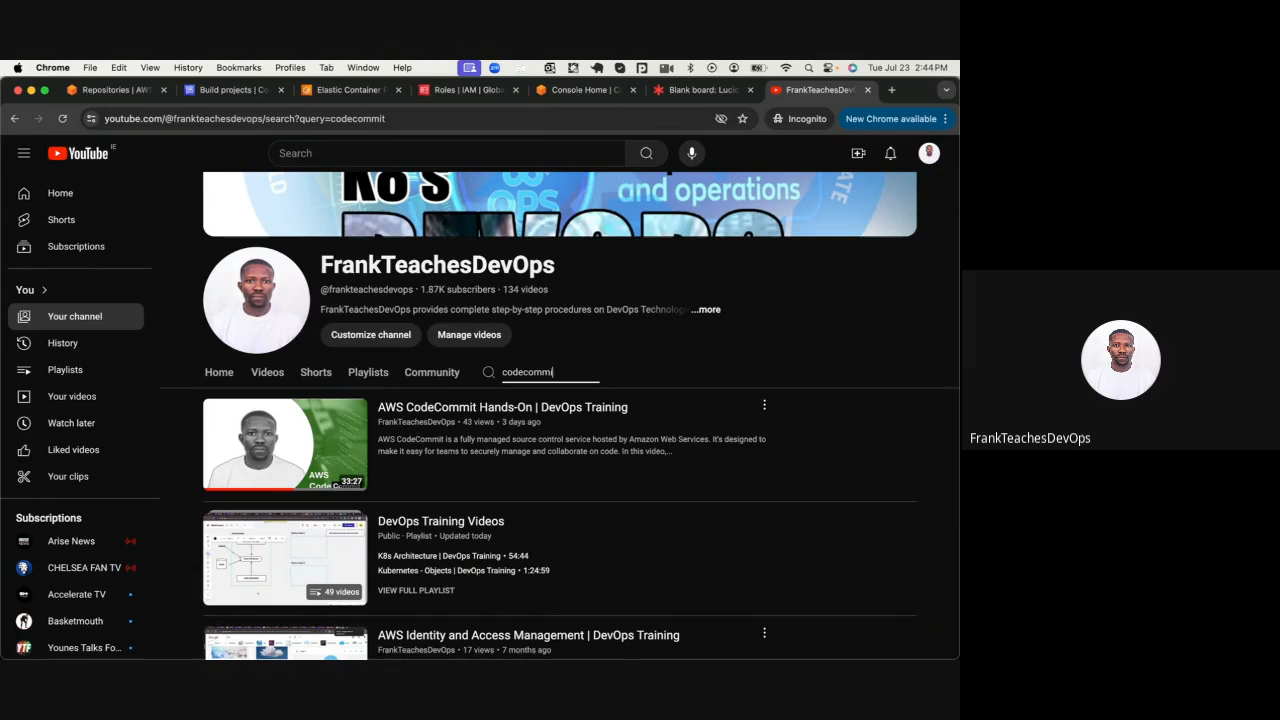 Chrome File Edit View History Bookmarks Profiles Tab Window Help
Tue Jul 23 2:44 PM
Repositories | AWS
Build projects | Co
Elastic Container R
Roles | IAM | Globa
Console Home | C
Blank board: Lucid
FrankTeachesDevO
youtube.com/@frankteachesdevops/search?query=codecommit
Incognito
New Chrome available
YouTube IE
Search
Home
Shorts
Subscriptions
You
Your channel
History
Playlists
Your videos
Watch later
Liked videos
Your clips
Subscriptions
Arise News
CHELSEA FAN TV
Accelerate TV
Basketmouth
Younes Talks Fo...
and operations
OPS
FrankTeachesDevOps
@frankteachesdevops • 1.87K subscribers • 134 videos
FrankTeachesDevOps provides complete step-by-step procedures on DevOps Technolog ...more
Customize channel Manage videos
Home Videos Shorts Playlists Community codecommi
AWS CodeCommit Hands-On | DevOps Training
FrankTeachesDevOps • 43 views • 3 days ago
AWS CodeCommit is a fully managed source control service hosted by Amazon Web Services. It's designed to
make it easy for teams to securely manage and collaborate on code. In this video,...
AWS
33:27
DevOps Training Videos
Public • Playlist • Updated today
K8s Architecture | DevOps Training • 54:44
Kubernetes - Objects | DevOps Training • 1:24:59
VIEW FULL PLAYLIST
49 videos
AWS Identity and Access Management | DevOps Training
FrankTeachesDevOps • 17 views • 7 months ago
FrankTeachesDevOps